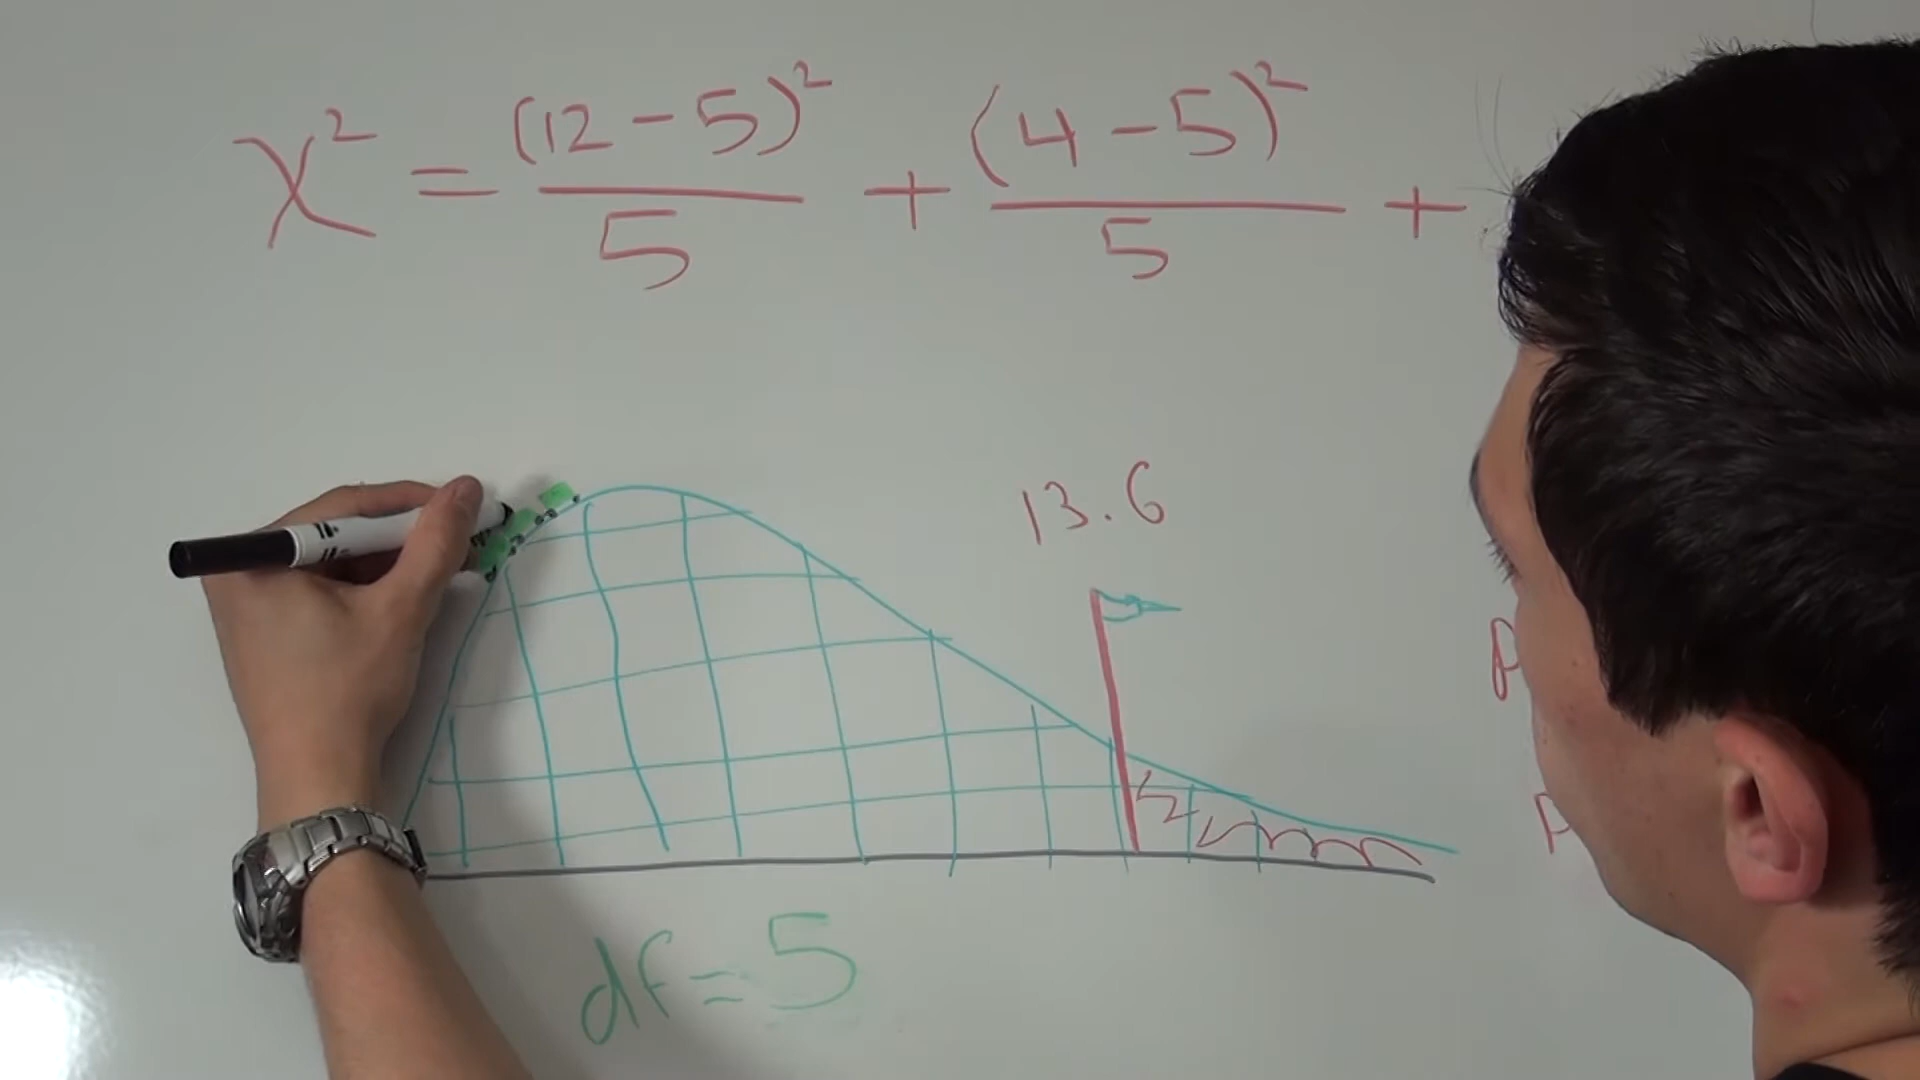 χ² = (12 - 5)²/5 + (4 - 5)²/5 +
13.6
P
P
df = 5